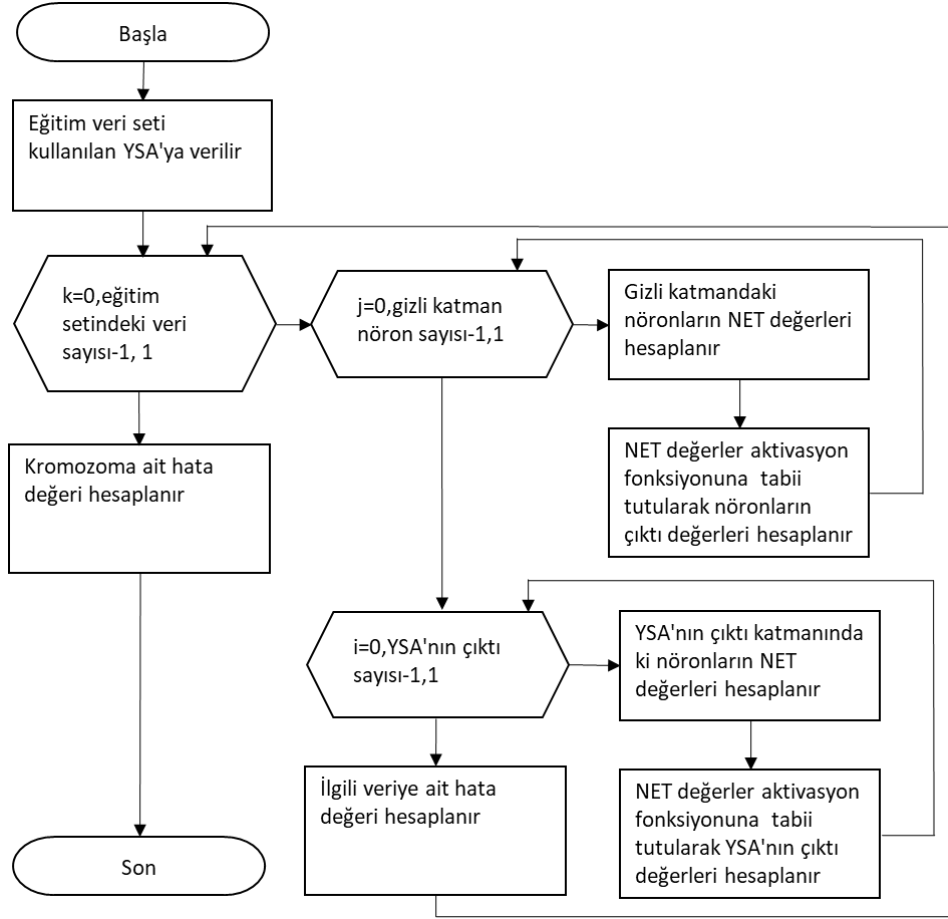 Başla
Eğitim veri seti
kullanılan YSA'ya verilir
k=0,eğitim
setindeki veri
sayısı-1, 1
j=0,gizli katman
nöron sayısı-1,1
Gizli katmandaki
nöronların NET değerleri
hesaplanır
NET değerler aktivasyon
fonksiyonuna tabii
tutularak nöronların
çıktı değerleri hesaplanır
Kromozoma ait hata
değeri hesaplanır
i=0,YSA'nın çıktı
sayısı-1,1
YSA'nın çıktı katmanında
ki nöronların NET
değerleri hesaplanır
İlgili veriye ait hata
değeri hesaplanır
NET değerler aktivasyon
fonksiyonuna tabii
tutularak YSA'nın çıktı
değerleri hesaplanır
Son